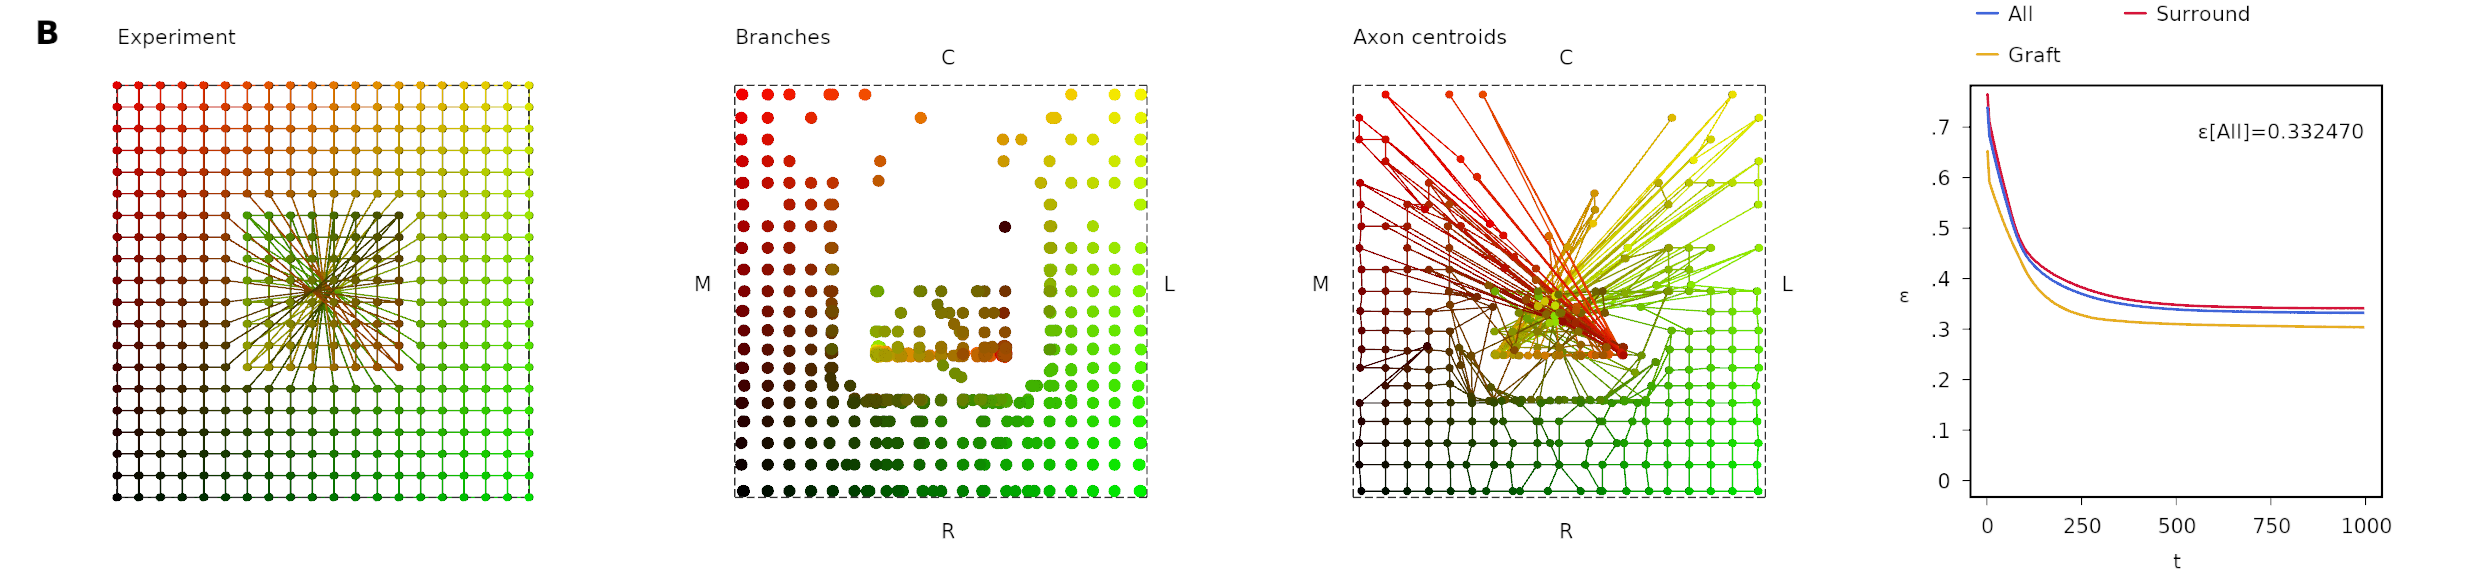 B
Experiment
Branches
C
M
L
R
Axon centroids
C
M
L
R
All
Surround
Graft
ε[All]=0.332470
.7
.6
.5
.4
.3
.2
.1
0
ε
0 250 500 750 1000
t